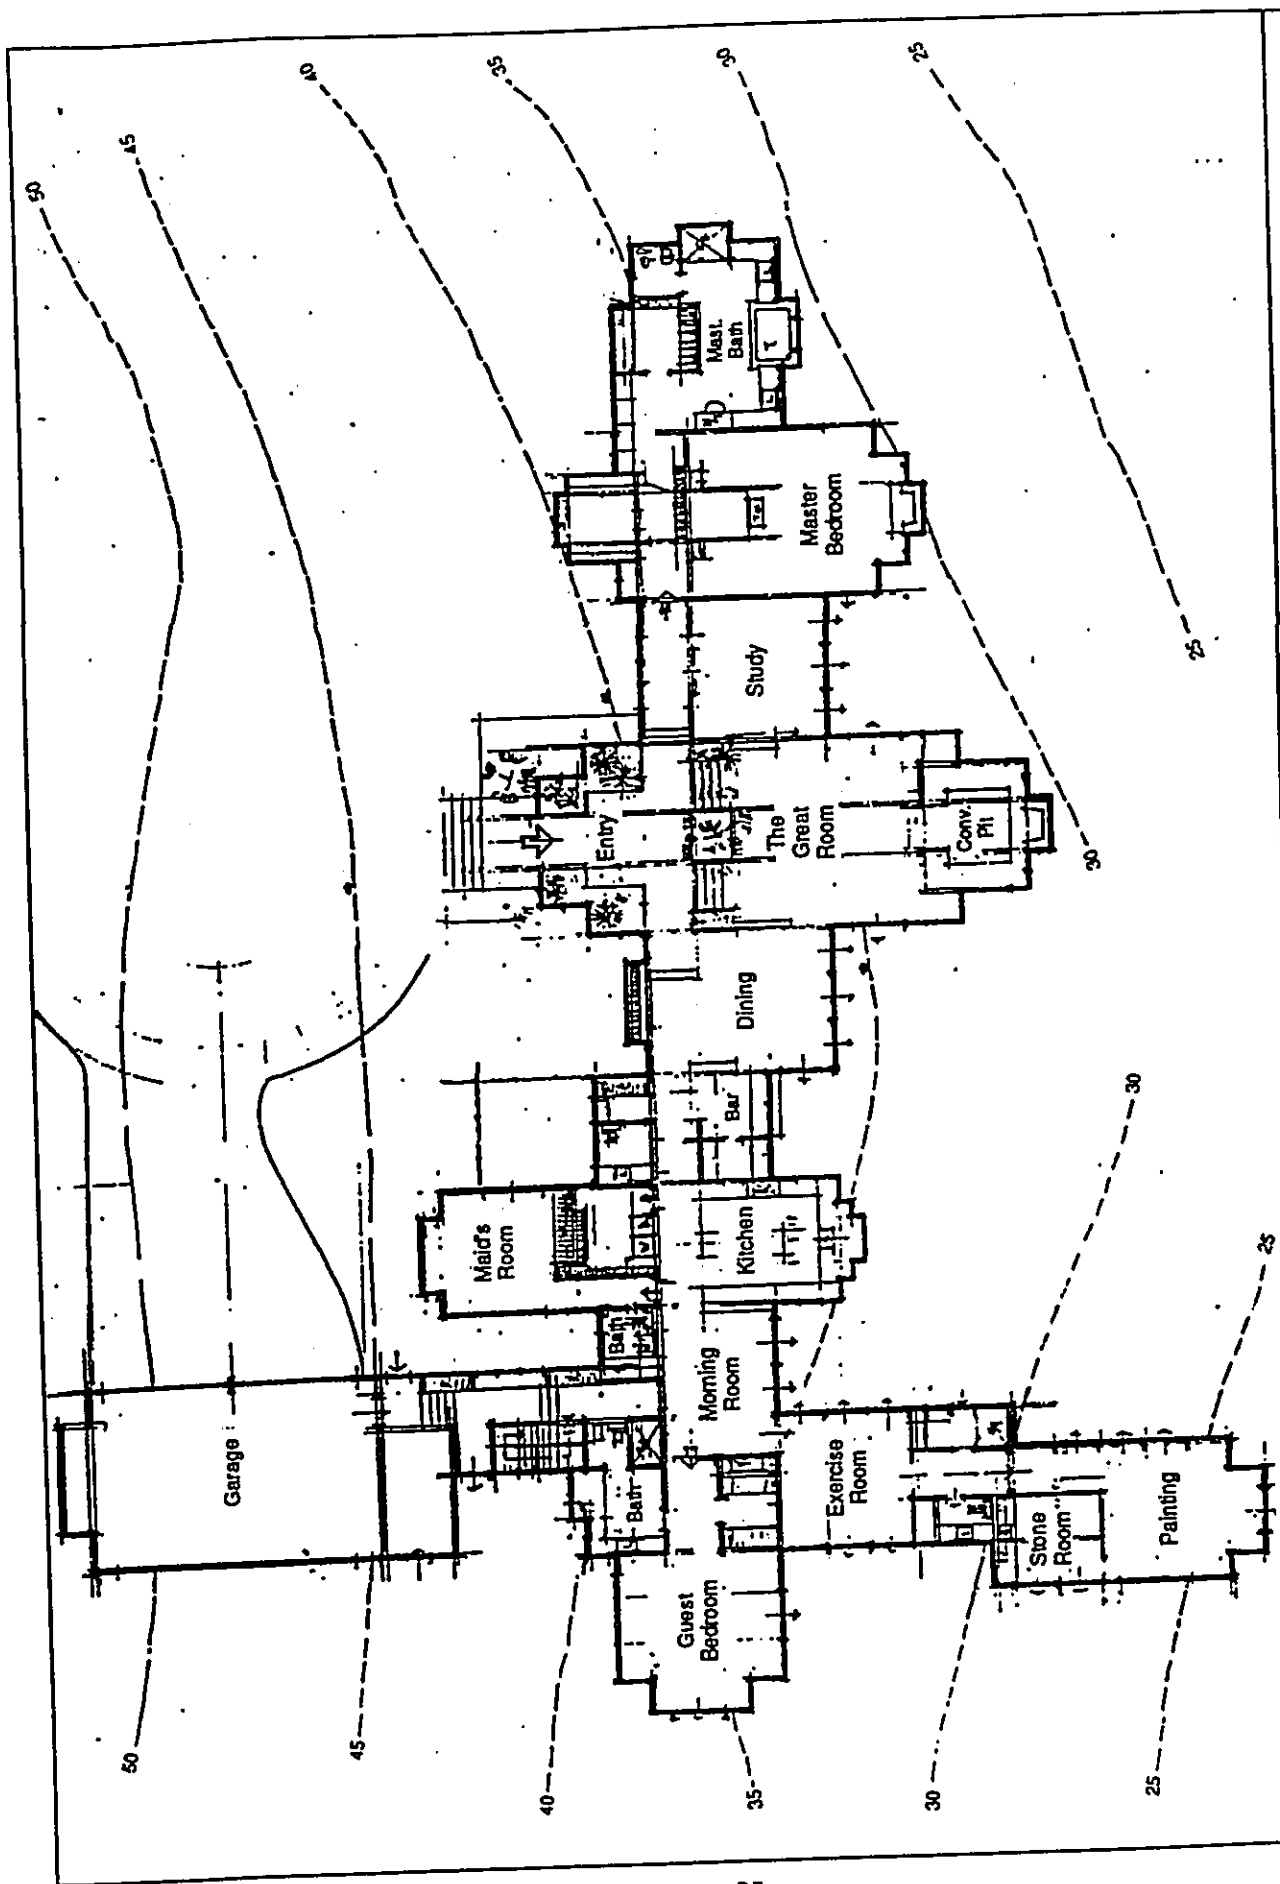 50
45
40
35
30
25
Garage
Maid's
Room
Bath
Bath
Entry
Mast.
Bath
Guest
Bedroom
Morning
Room
Kitchen
Bar
Dining
The
Great
Room
Study
Master
Bedroom
Conv.
Pit
Exercise
Room
Stone
Room
Painting
50
45
40
35
30
25
30
25
30
25